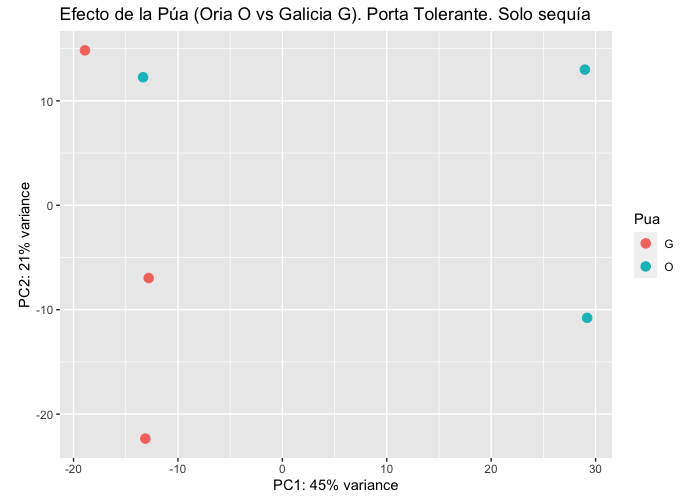 Efecto de la Púa (Oria O vs Galicia G). Porta Tolerante. Solo sequía
10
0
-10
-20
PC2: 21% variance
-20 -10 0 10 20 30
PC1: 45% variance
Pua
G
O